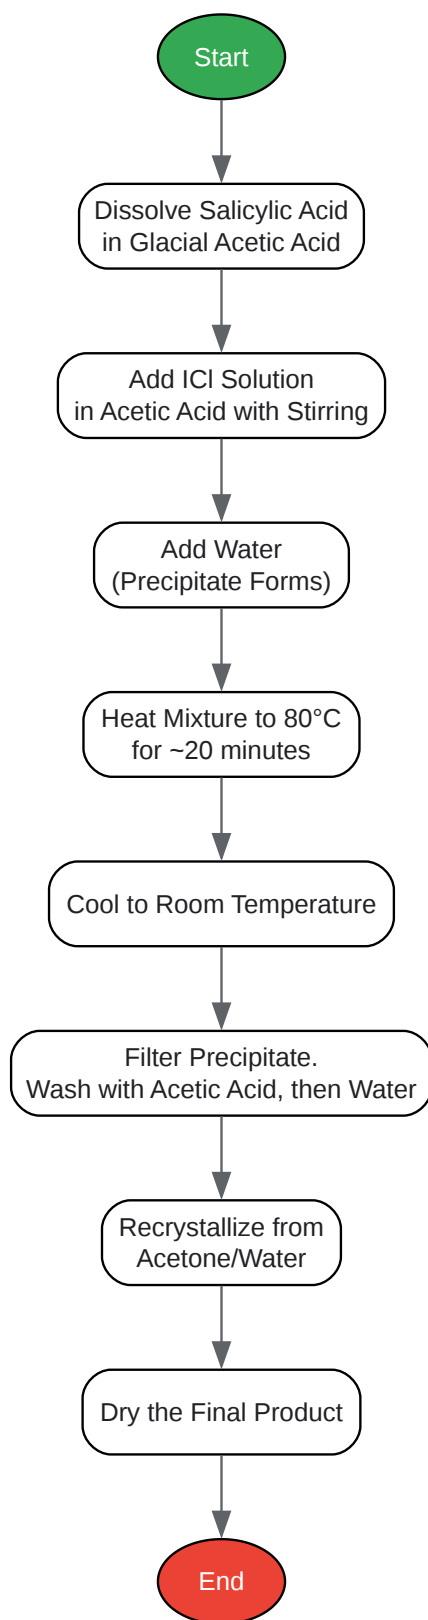 Start
Dissolve Salicylic Acid
in Glacial Acetic Acid
Add ICl Solution
in Acetic Acid with Stirring
Add Water
(Precipitate Forms)
Heat Mixture to 80°C
for ~20 minutes
Cool to Room Temperature
Filter Precipitate.
Wash with Acetic Acid, then Water
Recrystallize from
Acetone/Water
Dry the Final Product
End